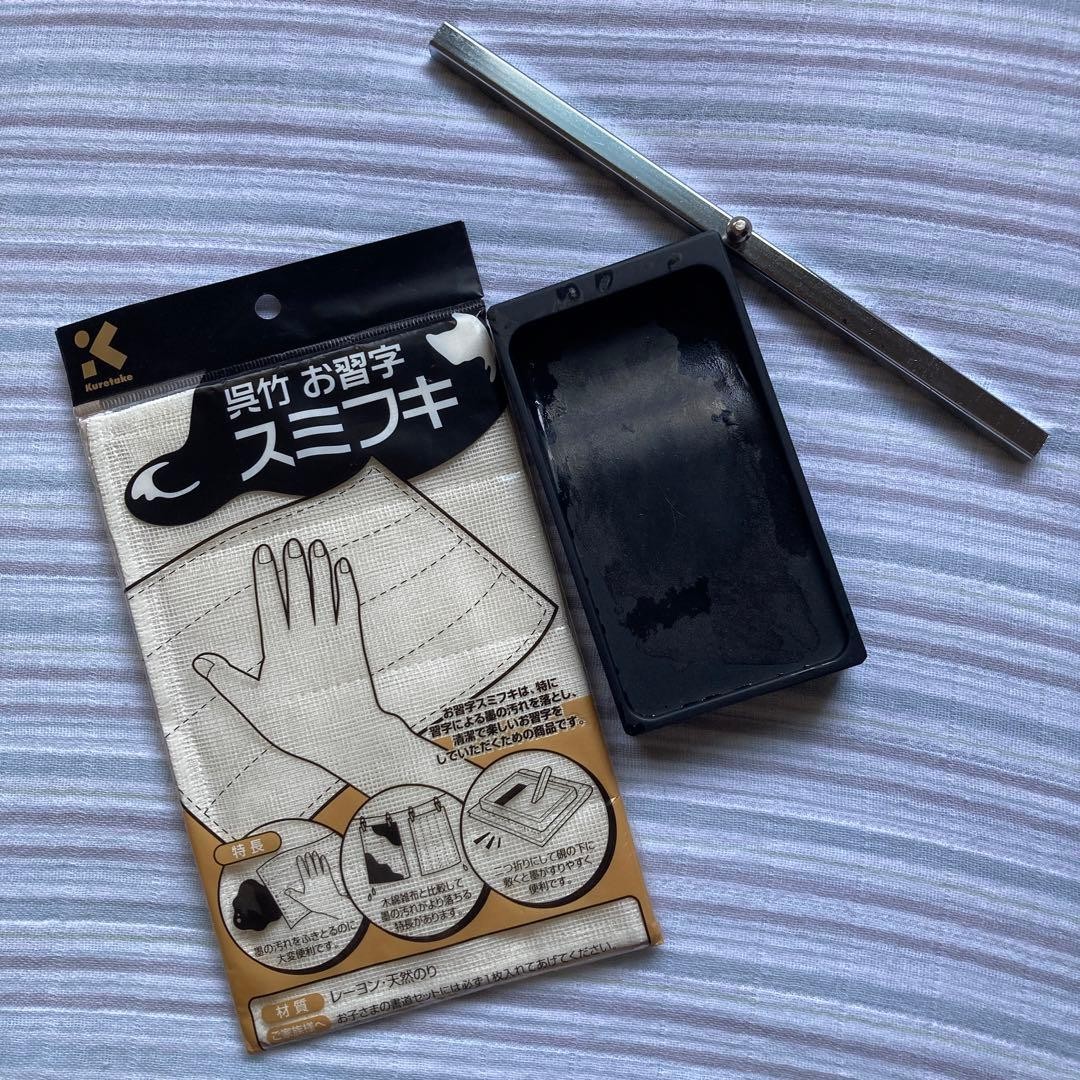 Kuretake
呉竹 お習字
スミフキ
お習字スミフキは、特に
習字による墨の汚れを落とし、
清潔で楽しいお習字を
していただくための商品です。
特長
墨の汚れをふきとるのに
大変便利です。
木綿雑布と比較して
墨の汚れがより落ちる
特長があります。
二つ折りにして硯の下に
敷くと墨がすりやすく
便利です。
材質 レーヨン・天然のり
ご家族様へ お子さまの書道セットには必ず1枚入れてあげてください。